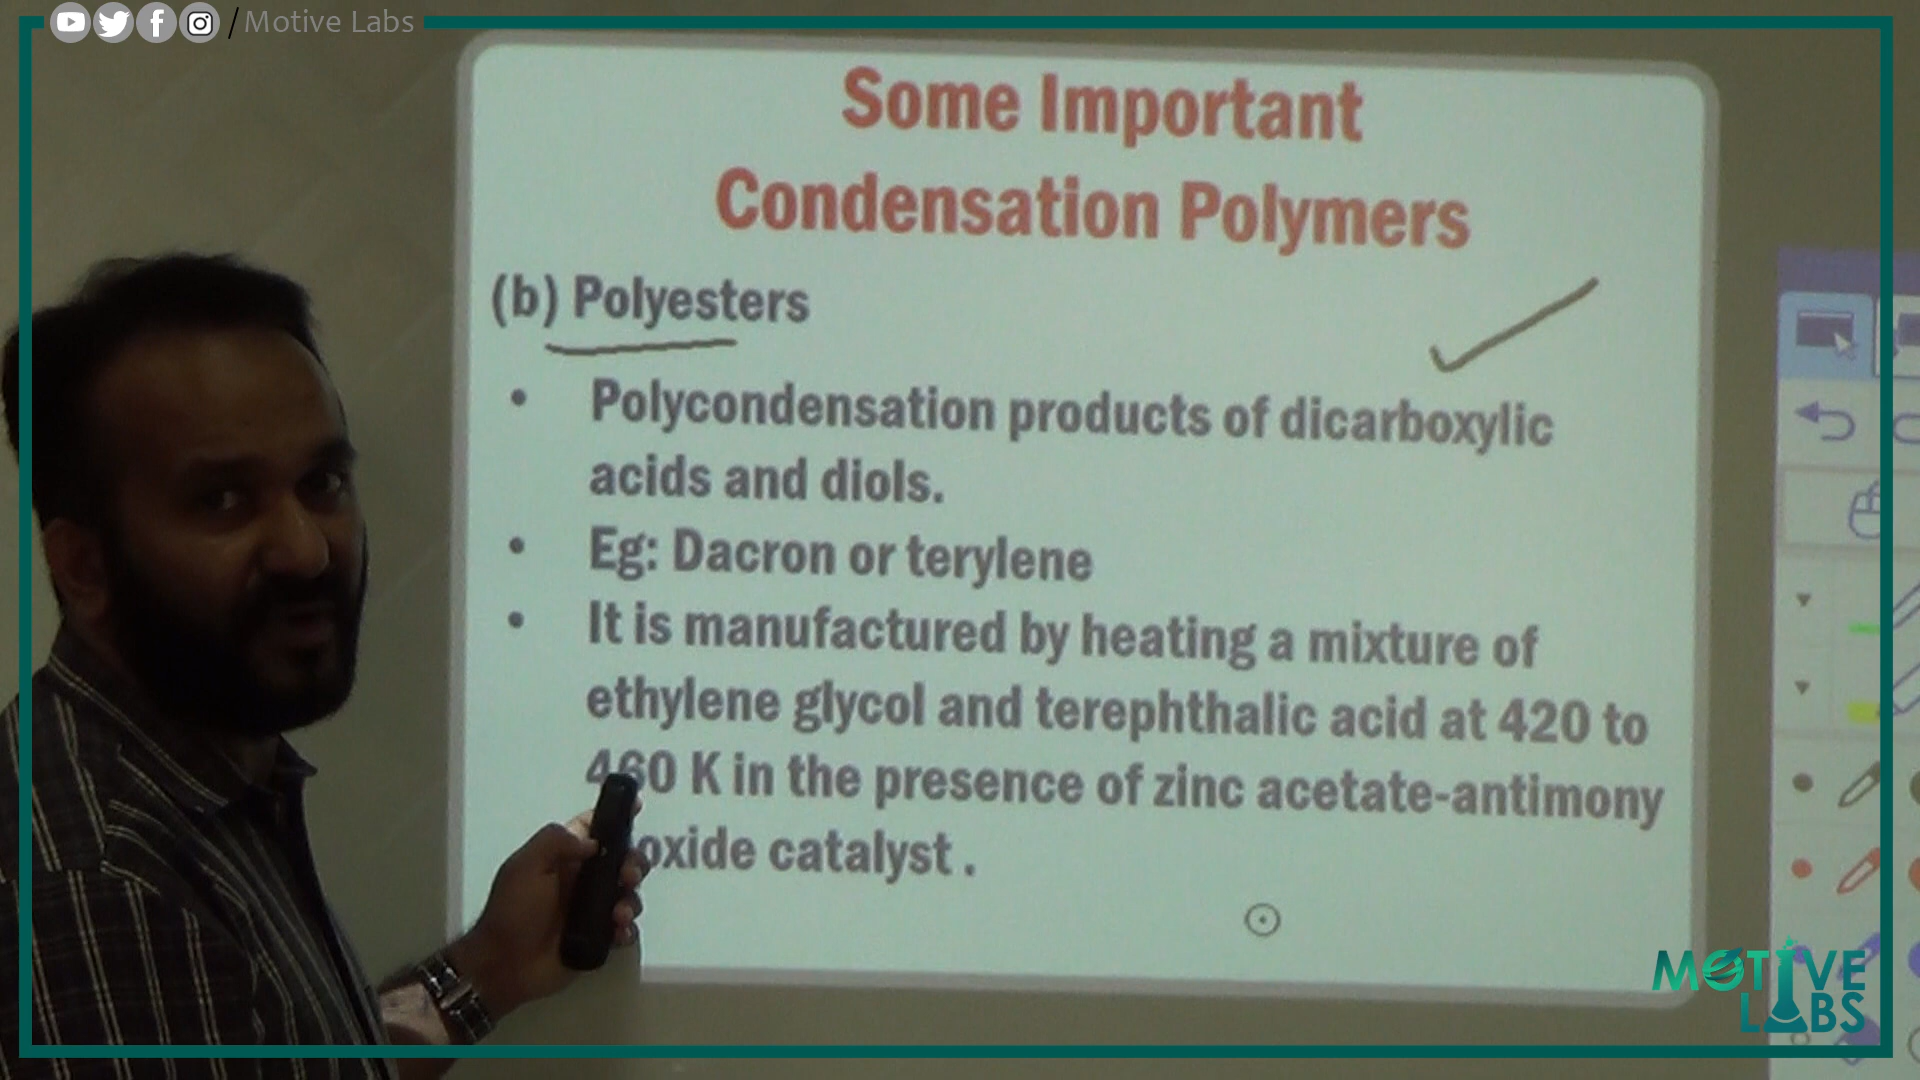 / Motive Labs
Some Important
Condensation Polymers
(b) Polyesters
Polycondensation products of dicarboxylic
acids and diols.
Eg: Dacron or terylene
It is manufactured by heating a mixture of
ethylene glycol and terephthalic acid at 420 to
460 K in the presence of zinc acetate-antimony
oxide catalyst .
MOTIVE
LABS